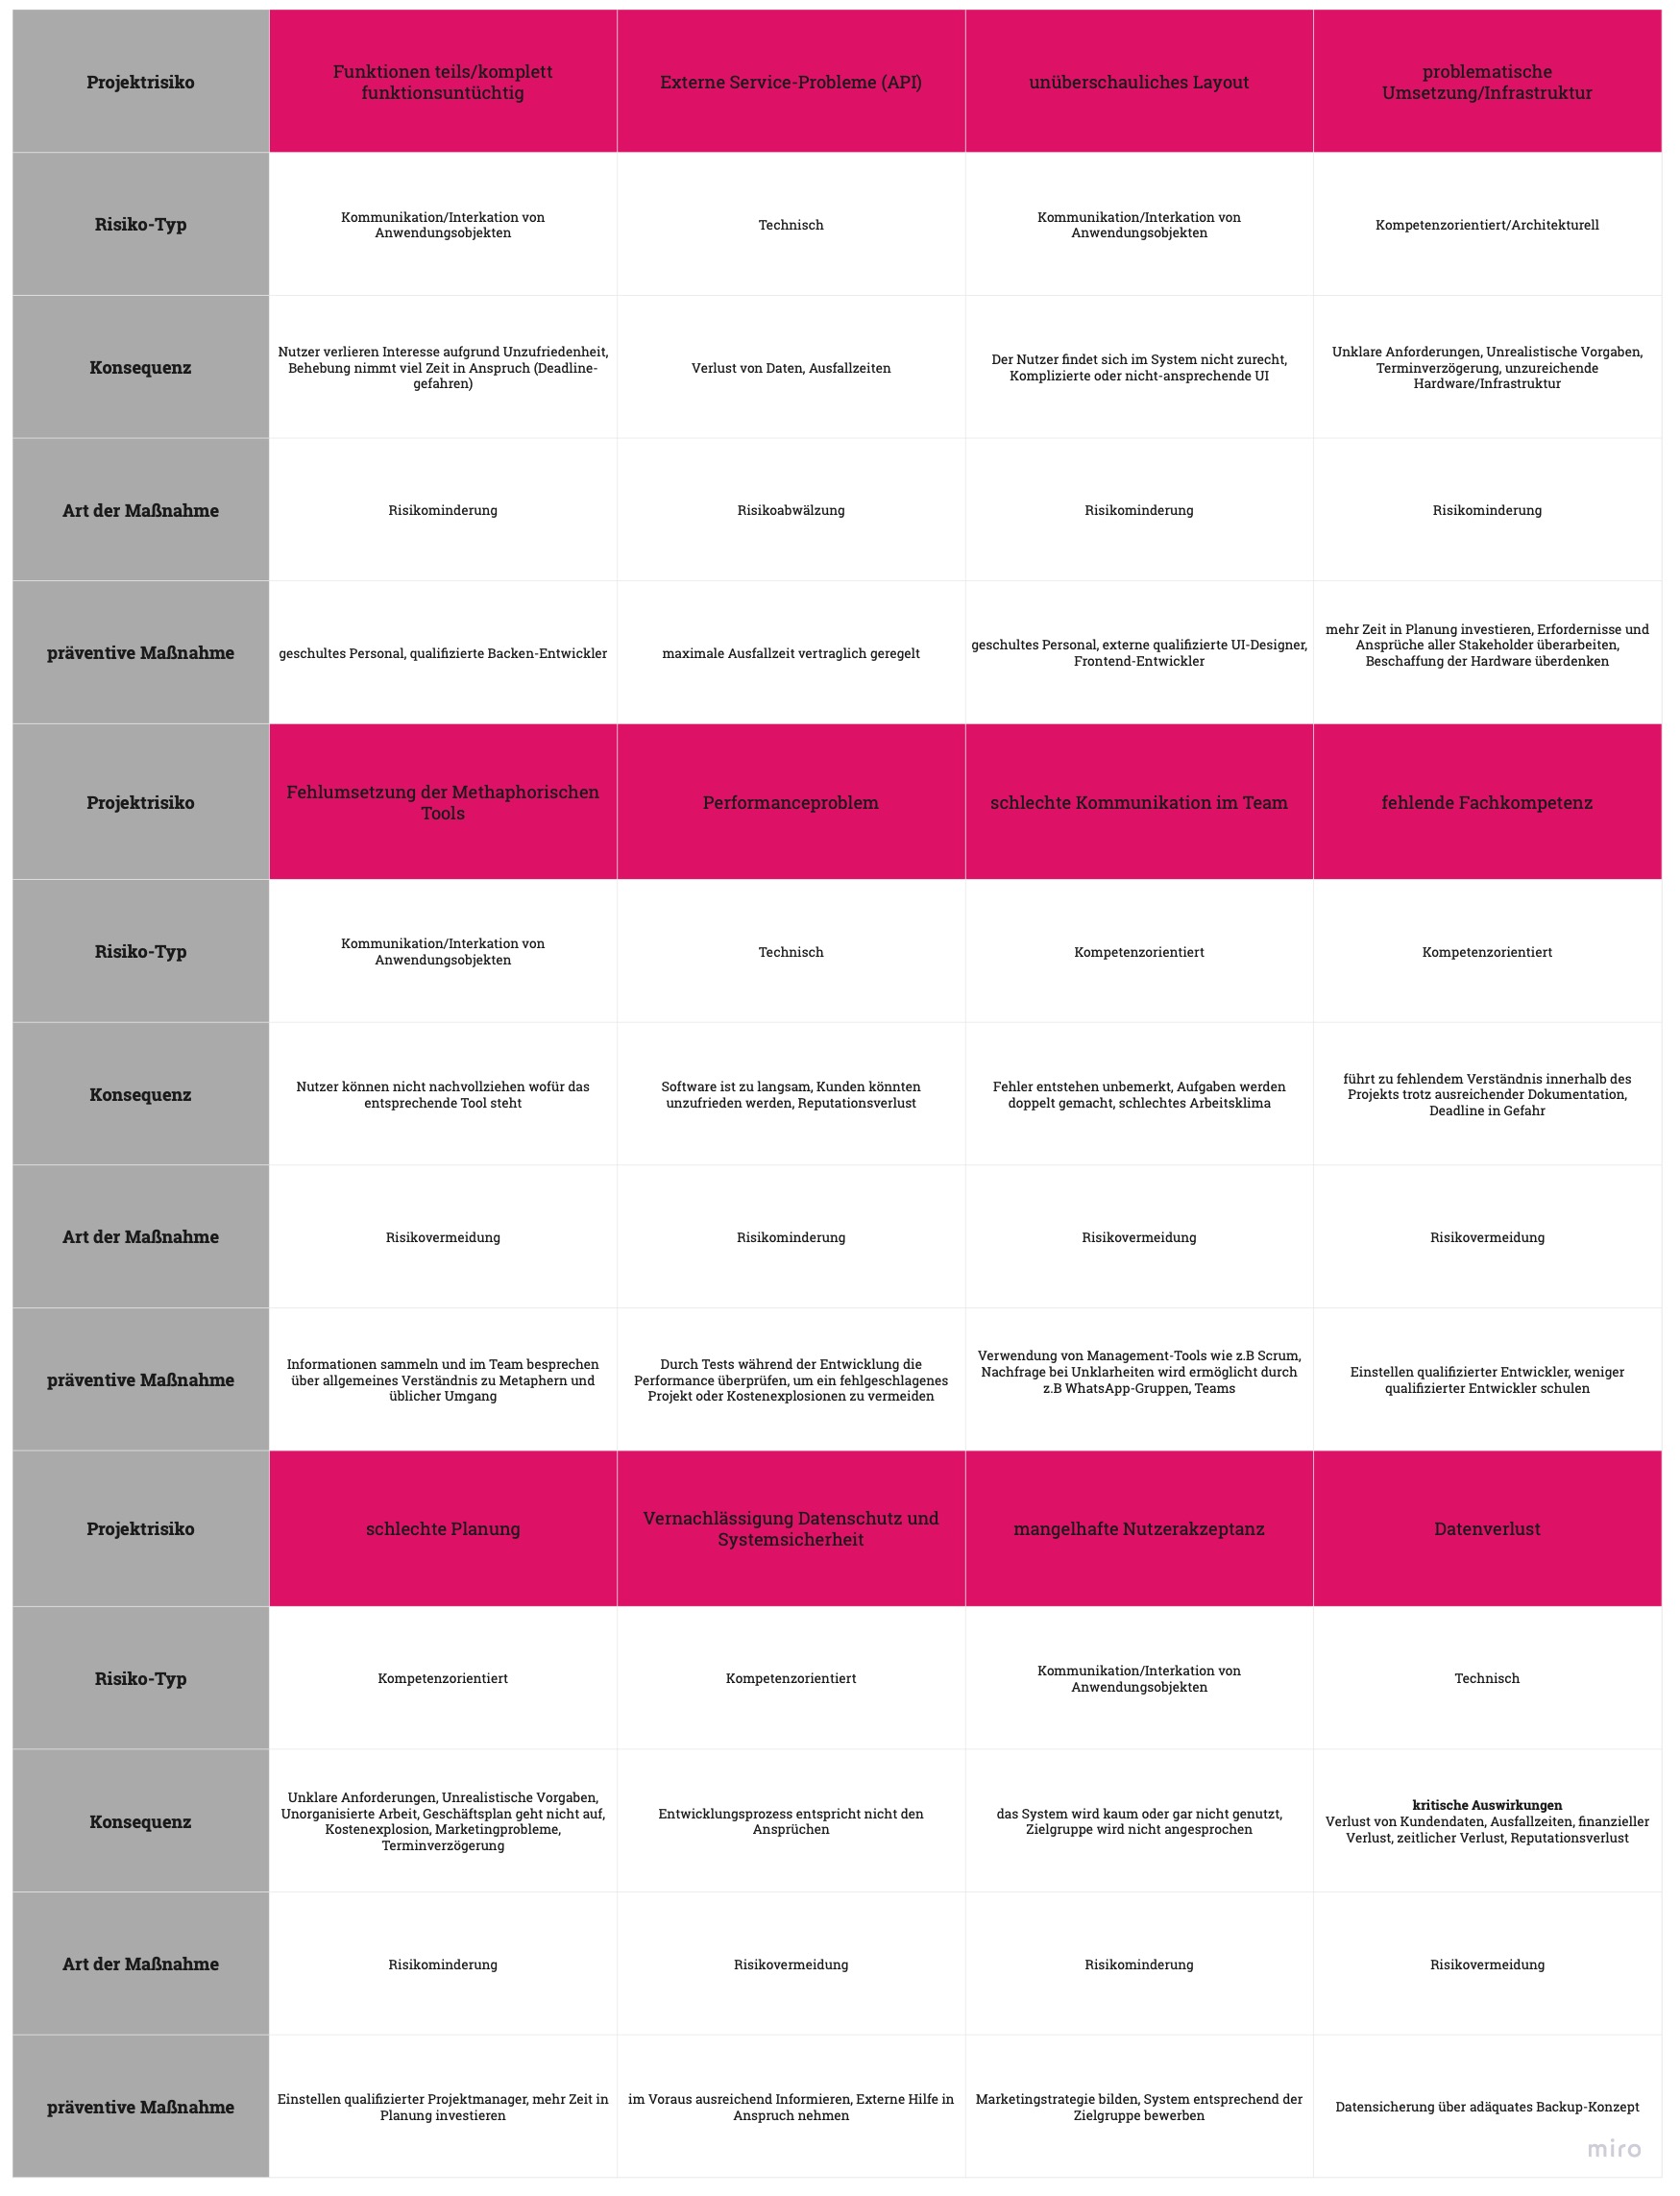 Projektrisiko
Funktionen teils/komplett
funktionsuntüchtig
Externe Service-Probleme (API)
unüberschauliches Layout
problematische
Umsetzung/Infrastruktur
Risiko-Typ
Kommunikation/Interkation von
Anwendungsobjekten
Technisch
Kommunikation/Interkation von
Anwendungsobjekten
Kompetenzorientiert/Architekturell
Konsequenz
Nutzer verlieren Interesse aufgrund Unzufriedenheit,
Behebung nimmt viel Zeit in Anspruch (Deadline-
gefahren)
Verlust von Daten, Ausfallzeiten
Der Nutzer findet sich im System nicht zurecht,
Komplizierte oder nicht-ansprechende UI
Unklare Anforderungen, Unrealistische Vorgaben,
Terminverzögerung, unzureichende
Hardware/Infrastruktur
Art der Maßnahme
Risikominderung
Risikoabwälzung
Risikominderung
Risikominderung
präventive Maßnahme
geschultes Personal, qualifizierte Backen-Entwickler
maximale Ausfallzeit vertraglich geregelt
geschultes Personal, externe qualifizierte UI-Designer,
Frontend-Entwickler
mehr Zeit in Planung investieren, Erfordernisse und
Ansprüche aller Stakeholder überarbeiten,
Beschaffung der Hardware überdenken
Projektrisiko
Fehlumsetzung der Methaphorischen
Tools
Performanceproblem
schlechte Kommunikation im Team
fehlende Fachkompetenz
Risiko-Typ
Kommunikation/Interkation von
Anwendungsobjekten
Technisch
Kompetenzorientiert
Kompetenzorientiert
Konsequenz
Nutzer können nicht nachvollziehen wofür das
entsprechende Tool steht
Software ist zu langsam, Kunden könnten
unzufrieden werden, Reputationsverlust
Fehler entstehen unbemerkt, Aufgaben werden
doppelt gemacht, schlechtes Arbeitsklima
führt zu fehlendem Verständnis innerhalb des
Projekts trotz ausreichender Dokumentation,
Deadline in Gefahr
Art der Maßnahme
Risikovermeidung
Risikominderung
Risikovermeidung
Risikovermeidung
präventive Maßnahme
Informationen sammeln und im Team besprechen
über allgemeines Verständnis zu Metaphern und
üblicher Umgang
Durch Tests während der Entwicklung die
Performance überprüfen, um ein fehlgeschlagenes
Projekt oder Kostenexplosionen zu vermeiden
Verwendung von Management-Tools wie z.B Scrum,
Nachfrage bei Unklarheiten wird ermöglicht durch
z.B WhatsApp-Gruppen, Teams
Einstellen qualifizierter Entwickler, weniger
qualifizierter Entwickler schulen
Projektrisiko
schlechte Planung
Vernachlässigung Datenschutz und
Systemsicherheit
mangelhafte Nutzerakzeptanz
Datenverlust
Risiko-Typ
Kompetenzorientiert
Kompetenzorientiert
Kommunikation/Interkation von
Anwendungsobjekten
Technisch
Konsequenz
Unklare Anforderungen, Unrealistische Vorgaben,
Unorganisierte Arbeit, Geschäftsplan geht nicht auf,
Kostenexplosion, Marketingprobleme,
Terminverzögerung
Entwicklungsprozess entspricht nicht den
Ansprüchen
das System wird kaum oder gar nicht genutzt,
Zielgruppe wird nicht angesprochen
kritische Auswirkungen
Verlust von Kundendaten, Ausfallzeiten, finanzieller
Verlust, zeitlicher Verlust, Reputationsverlust
Art der Maßnahme
Risikominderung
Risikovermeidung
Risikominderung
Risikovermeidung
präventive Maßnahme
Einstellen qualifizierter Projektmanager, mehr Zeit in
Planung investieren
im Voraus ausreichend Informieren, Externe Hilfe in
Anspruch nehmen
Marketingstrategie bilden, System entsprechend der
Zielgruppe bewerben
Datensicherung über adäquates Backup-Konzept
miro